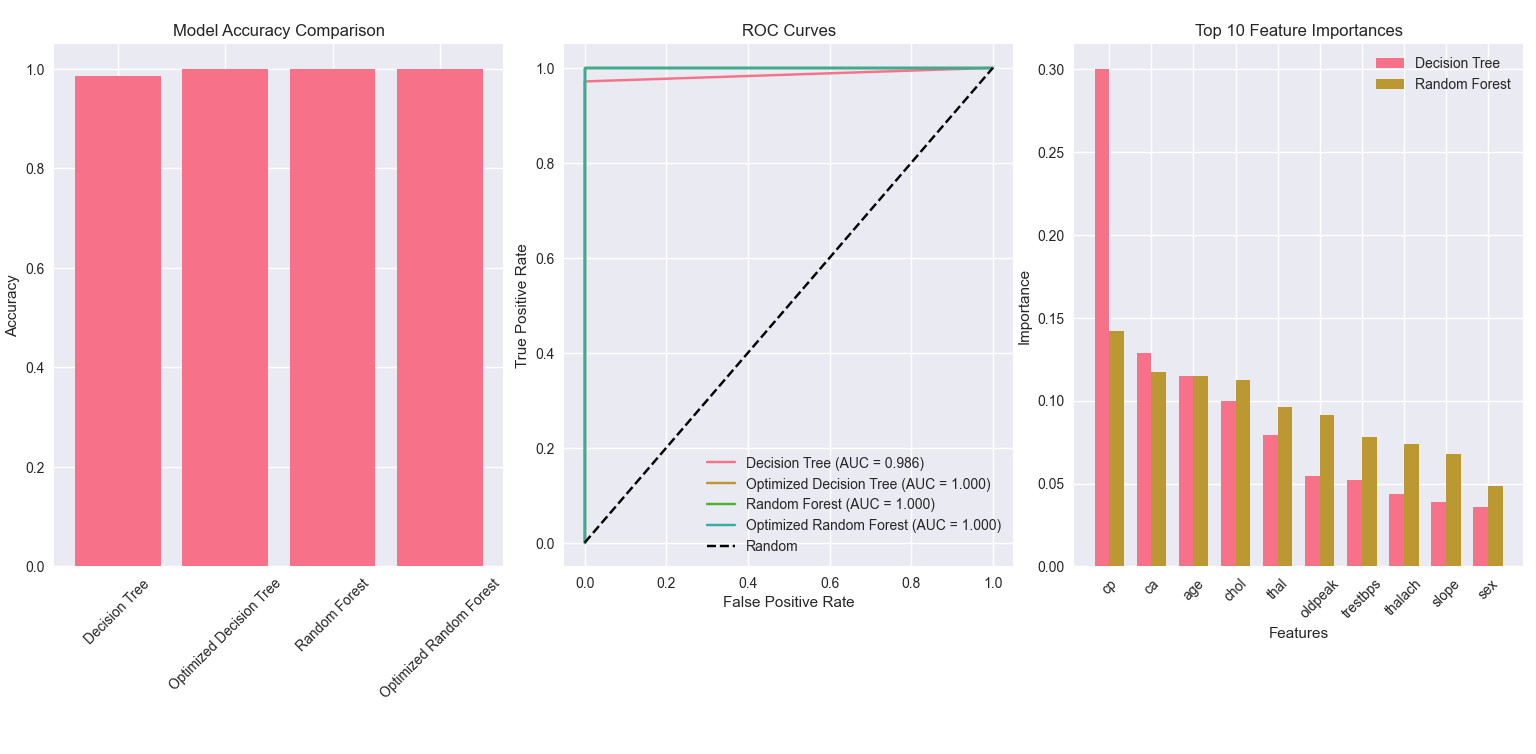 Model Accuracy Comparison
1.0
0.8
0.6
0.4
0.2
0.0
Accuracy
Decision Tree
Optimized Decision Tree
Random Forest
Optimized Random Forest
ROC Curves
1.0
0.8
0.6
0.4
0.2
0.0
True Positive Rate
Decision Tree (AUC = 0.986)
Optimized Decision Tree (AUC = 1.000)
Random Forest (AUC = 1.000)
Optimized Random Forest (AUC = 1.000)
Random
0.0 0.2 0.4 0.6 0.8 1.0
False Positive Rate
Top 10 Feature Importances
Decision Tree
Random Forest
0.30
0.25
0.20
0.15
0.10
0.05
0.00
Importance
cp
ca
age
chol
thal
oldpeak
trestbps
thalach
slope
sex
Features